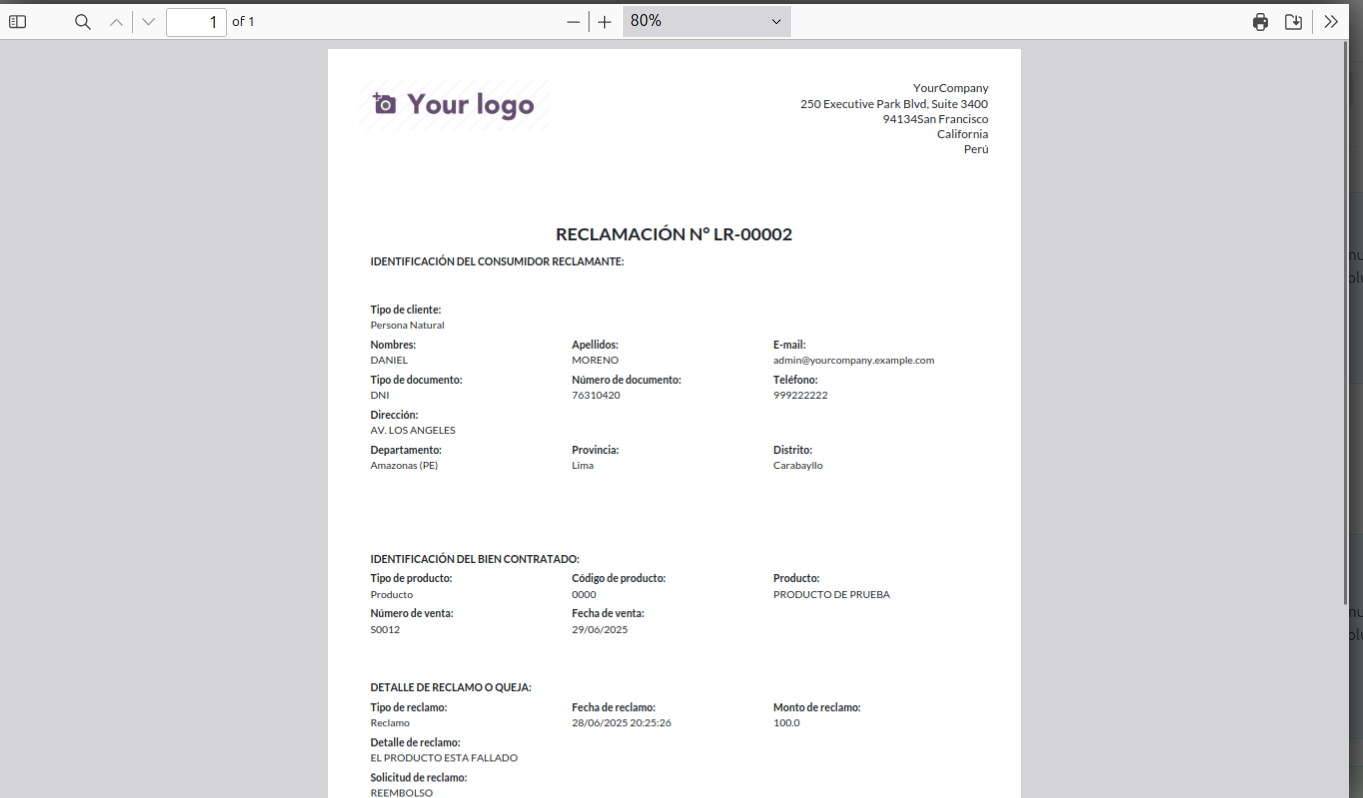 1 of 1
80%
Your logo
YourCompany
250 Executive Park Blvd, Suite 3400
94134San Francisco
California
Perú
RECLAMACIÓN N° LR-00002
IDENTIFICACIÓN DEL CONSUMIDOR RECLAMANTE:
Tipo de cliente:
Persona Natural
Nombres: Apellidos: E-mail:
DANIEL MORENO admin@yourcompany.example.com
Tipo de documento: Número de documento: Teléfono:
DNI 76310420 999222222
Dirección:
AV. LOS ANGELES
Departamento: Provincia: Distrito:
Amazonas (PE) Lima Carabayllo
IDENTIFICACIÓN DEL BIEN CONTRATADO:
Tipo de producto: Código de producto: Producto:
Producto 0000 PRODUCTO DE PRUEBA
Número de venta: Fecha de venta:
S0012 29/06/2025
DETALLE DE RECLAMO O QUEJA:
Tipo de reclamo: Fecha de reclamo: Monto de reclamo:
Reclamo 28/06/2025 20:25:26 100.0
Detalle de reclamo:
EL PRODUCTO ESTA FALLADO
Solicitud de reclamo:
REEMBOLSO